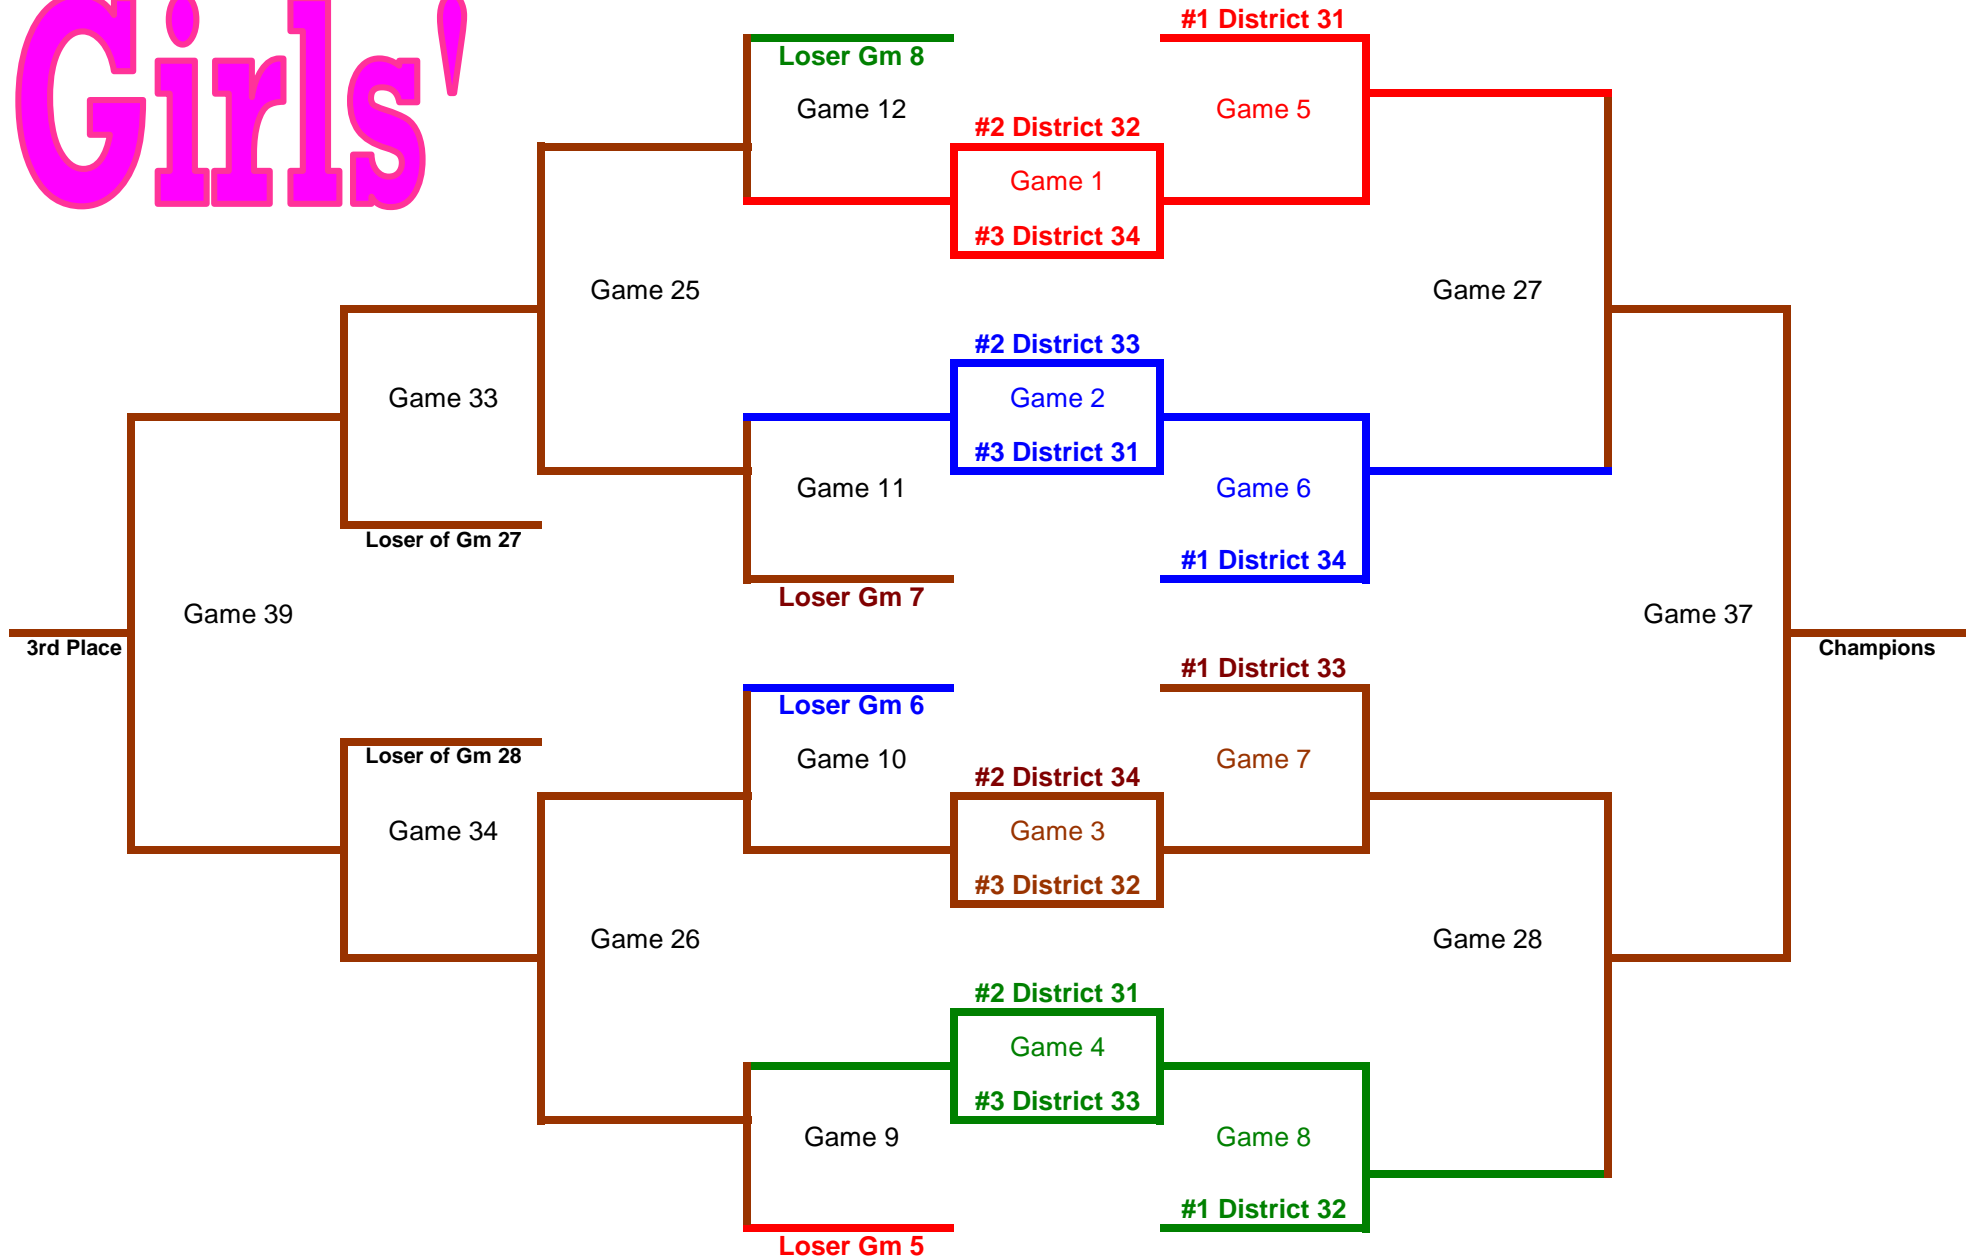 Girls'
#1 District 31
Loser Gm 8
Game 12
Game 5
#2 District 32
Game 1
#3 District 34
Game 25
Game 27
#2 District 33
Game 33
Game 2
#3 District 31
Game 11
Game 6
Loser of Gm 27
#1 District 34
Loser Gm 7
Game 39
Game 37
3rd Place
Champions
#1 District 33
Loser Gm 6
Loser of Gm 28
Game 10
Game 7
#2 District 34
Game 34
Game 3
#3 District 32
Game 26
Game 28
#2 District 31
Game 4
#3 District 33
Game 9
Game 8
#1 District 32
Loser Gm 5